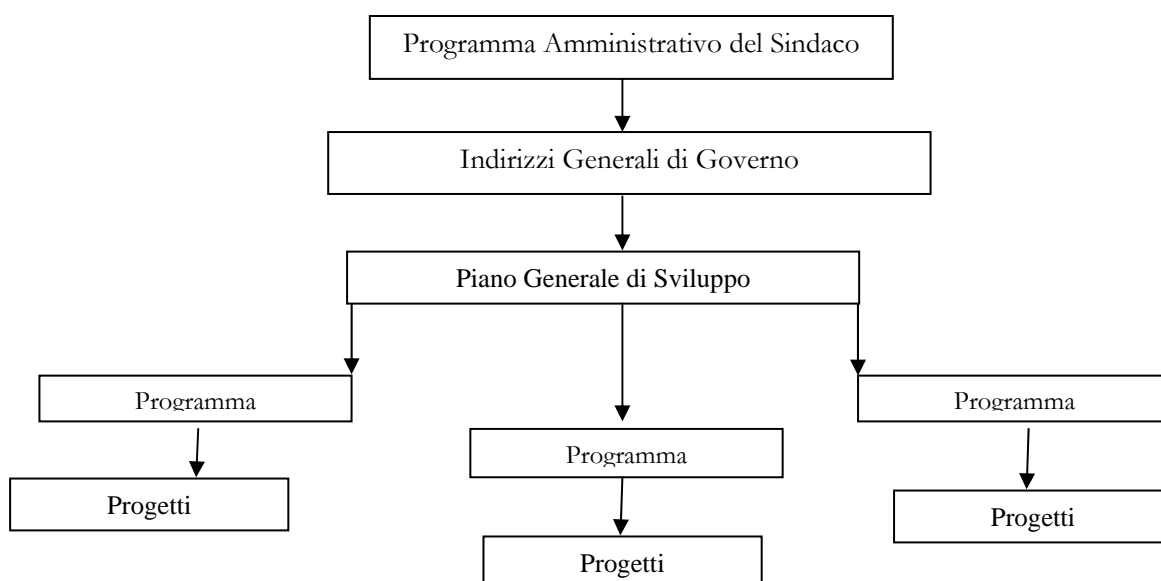 Programma Amministrativo del Sindaco
Indirizzi Generali di Governo
Piano Generale di Sviluppo
Programma
Programma
Programma
Progetti
Progetti
Progetti